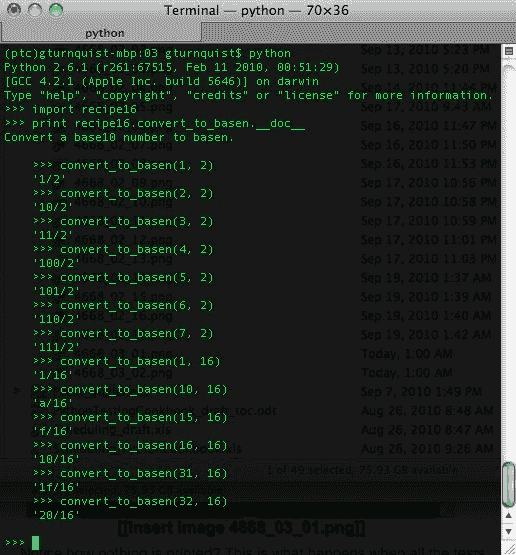 Terminal — python — 70×36
python
(ptc)gturnquist-mbp:03 gturnquist$ python
Python 2.6.1 (r261:67515, Feb 11 2010, 00:51:29)
[GCC 4.2.1 (Apple Inc. build 5646)] on darwin
Type "help", "copyright", "credits" or "license" for more information.
>>> import recipe16
>>> print recipe16.convert_to_basen.__doc__
Convert a base10 number to basen.
>>> convert_to_basen(1, 2)
'1/2'
>>> convert_to_basen(2, 2)
'10/2'
>>> convert_to_basen(3, 2)
'11/2'
>>> convert_to_basen(4, 2)
'100/2'
>>> convert_to_basen(5, 2)
'101/2'
>>> convert_to_basen(6, 2)
'110/2'
>>> convert_to_basen(7, 2)
'111/2'
>>> convert_to_basen(1, 16)
'1/16'
>>> convert_to_basen(10, 16)
'a/16'
>>> convert_to_basen(15, 16)
'f/16'
>>> convert_to_basen(16, 16)
'10/16'
>>> convert_to_basen(31, 16)
'1f/16'
>>> convert_to_basen(32, 16)
'20/16'
>>>
Sep 13, 2010 5:23 PM
Sep 13, 2010 5:20 PM
Sep 16, 2010 11:47 PM
Sep 16, 2010 11:50 PM
Sep 16, 2010 11:53 PM
Sep 17, 2010 10:56 PM
Sep 17, 2010 10:58 PM
Sep 17, 2010 10:59 PM
Sep 17, 2010 11:01 PM
Sep 17, 2010 11:03 PM
Sep 19, 2010 1:37 AM
Sep 19, 2010 1:39 AM
Sep 19, 2010 1:40 AM
Sep 19, 2010 1:42 AM
Today, 1:00 AM
Today, 1:00 AM
Sep 7, 2010 1:49 PM
Aug 26, 2010 8:48 AM
Aug 26, 2010 8:47 AM
Aug 26, 2010 9:26 AM
1 of 49 selected, 75.93 GB available
[[Insert image 4668_03_01.png]]